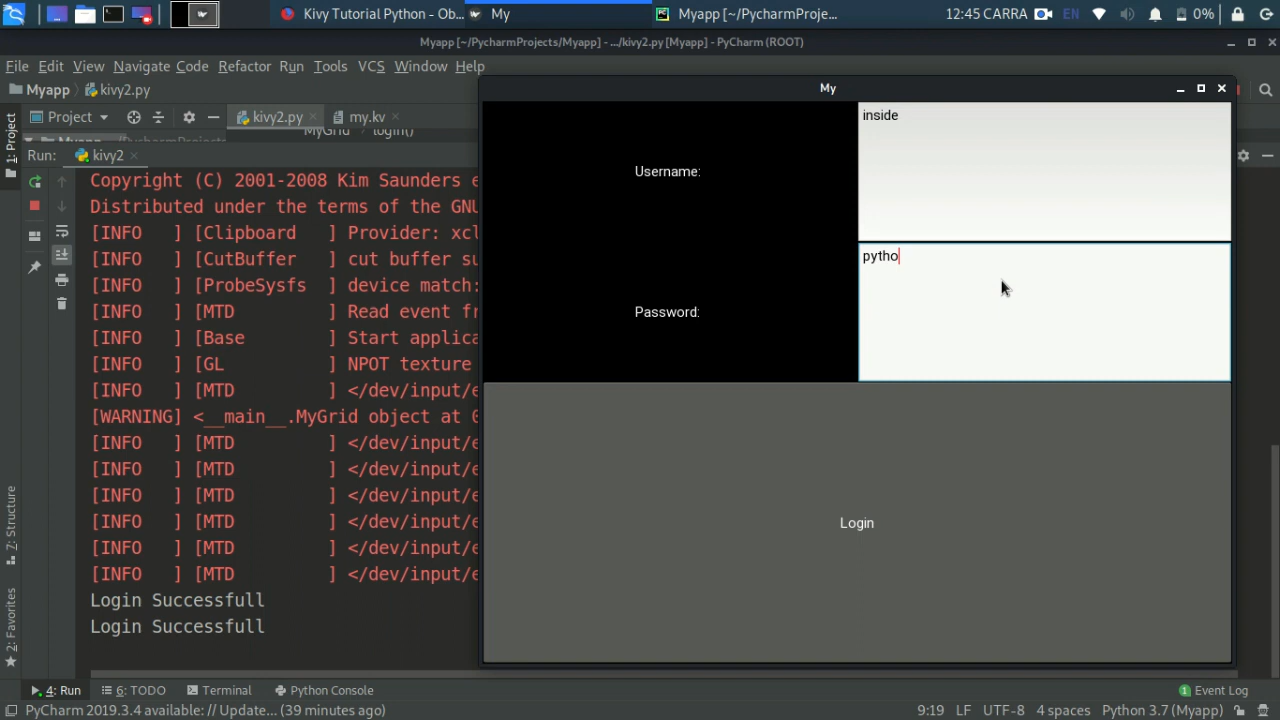 Kivy Tutorial Python - Ob...
My
Myapp [~/PycharmProje...
12:45 CARRA
EN
0%
Myapp [~/PycharmProjects/Myapp] - .../kivy2.py [Myapp] - PyCharm (ROOT)
File Edit View Navigate Code Refactor Run Tools VCS Window Help
Myapp kivy2.py
My
Project
kivy2.py
my.kv
1: Project
MyGrid login()
Run: kivy2
Copyright (C) 2001-2008 Kim Saunders e
Distributed under the terms of the GNU
[INFO ] [Clipboard ] Provider: xcl
[INFO ] [CutBuffer ] cut buffer su
[INFO ] [ProbeSysfs ] device match:
[INFO ] [MTD ] Read event fr
[INFO ] [Base ] Start applica
[INFO ] [GL ] NPOT texture
[INFO ] [MTD ] </dev/input/e
[WARNING] <__main__.MyGrid object at 0
[INFO ] [MTD ] </dev/input/e
[INFO ] [MTD ] </dev/input/e
[INFO ] [MTD ] </dev/input/e
[INFO ] [MTD ] </dev/input/e
[INFO ] [MTD ] </dev/input/e
[INFO ] [MTD ] </dev/input/e
Login Successfull
Login Successfull
Username:
inside
Password:
pytho
Login
7: Structure
2: Favorites
4: Run 6: TODO Terminal Python Console
1 Event Log
PyCharm 2019.3.4 available: // Update... (39 minutes ago)
9:19 LF UTF-8 4 spaces Python 3.7 (Myapp)